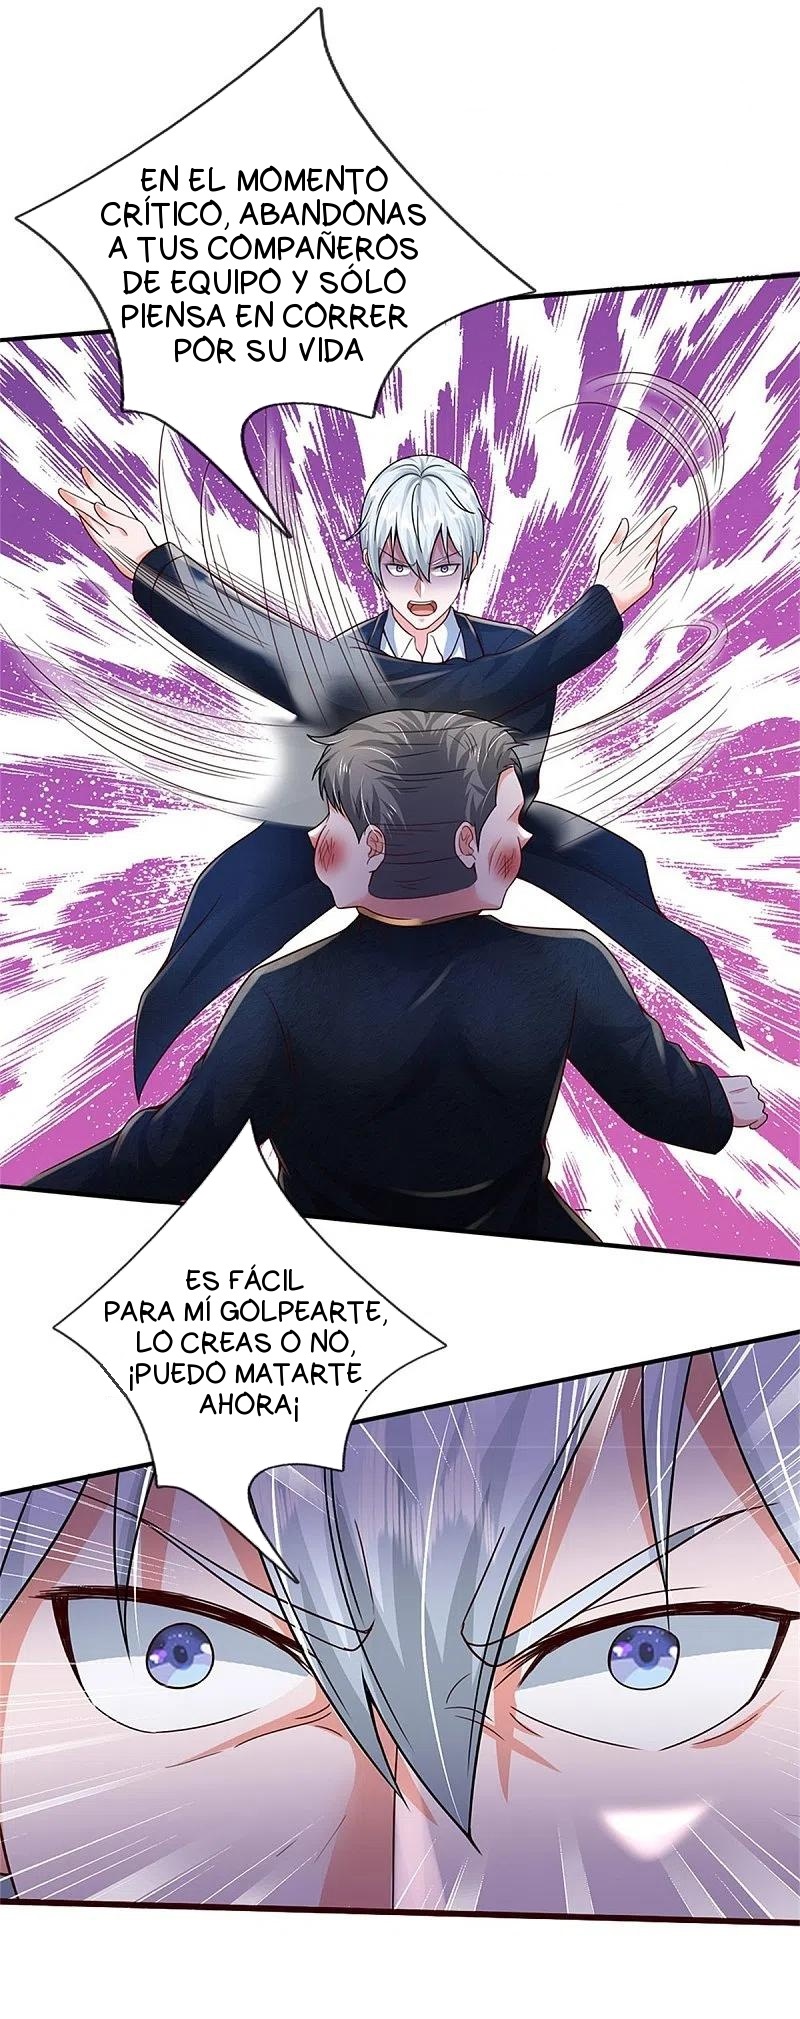 EN EL MOMENTO
CRÍTICO, ABANDONAS
A TUS COMPAÑEROS
DE EQUIPO Y SÓLO
PIENSA EN CORRER
POR SU VIDA
ES FÁCIL
PARA MÍ GOLPEARTE,
LO CREAS O NO,
¡PUEDO MATARTE
AHORA¡